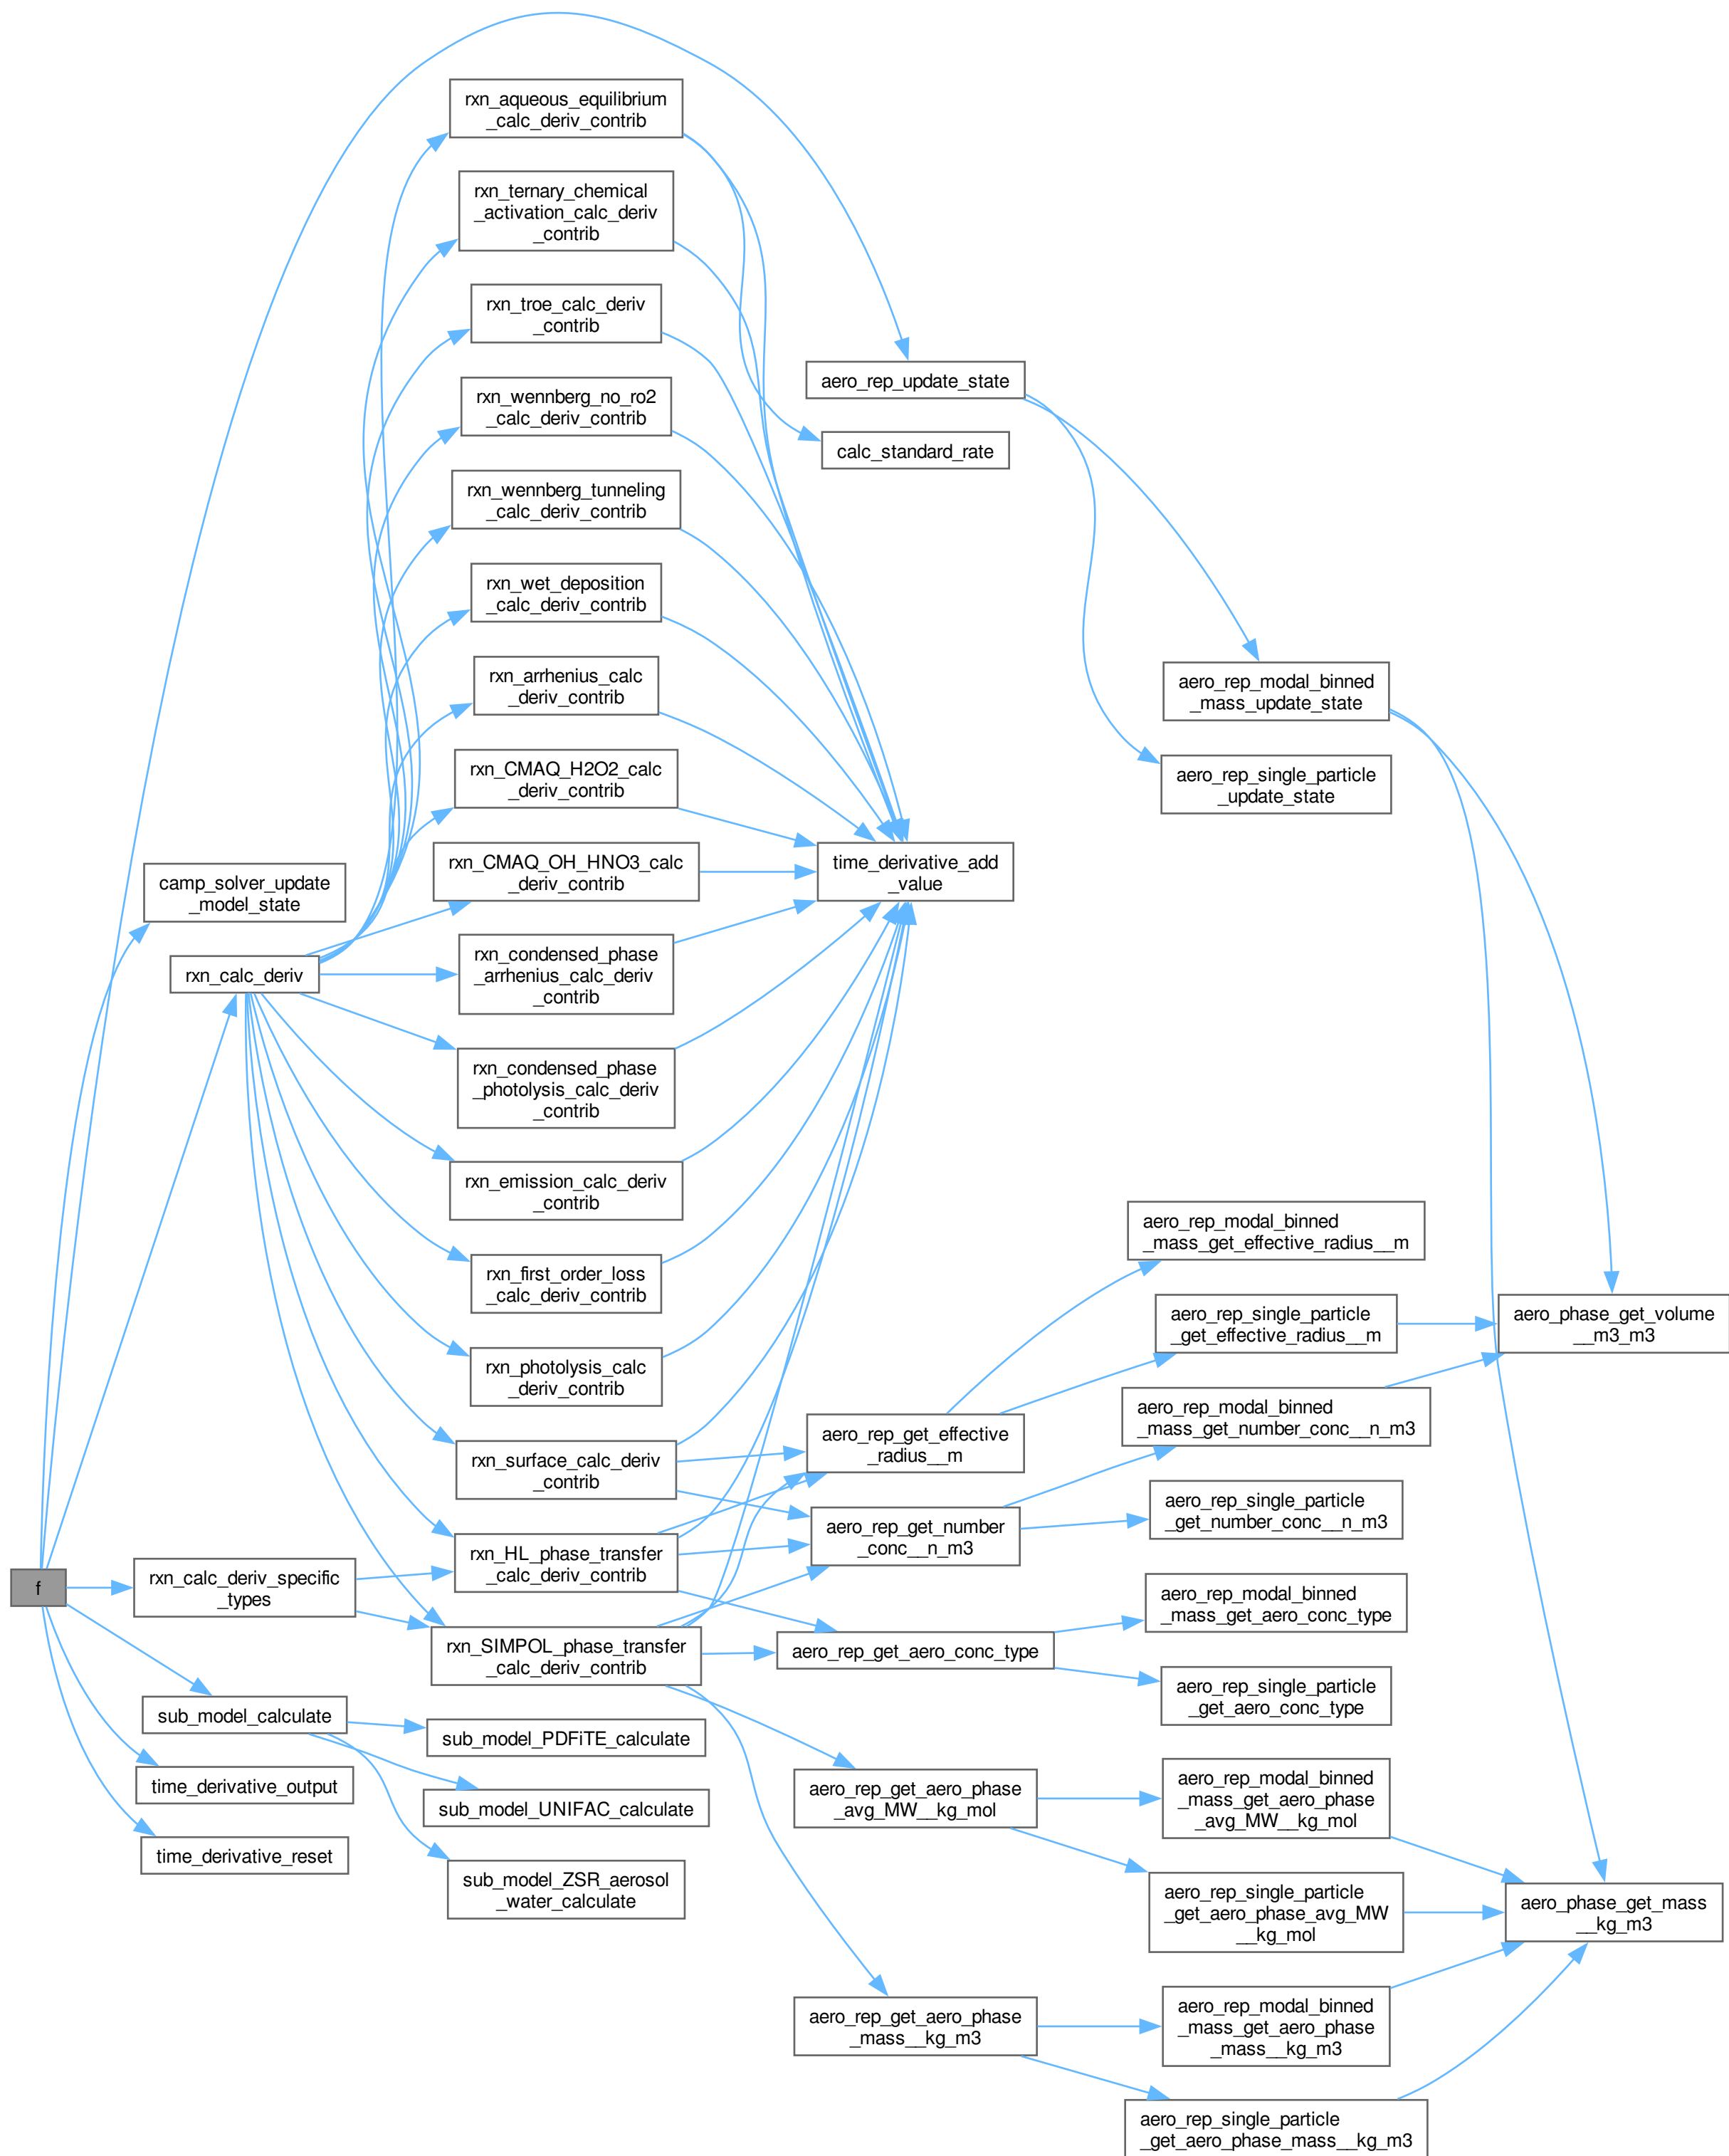 f
camp_solver_update
_model_state
rxn_calc_deriv
rxn_calc_deriv_specific
_types
sub_model_calculate
time_derivative_output
time_derivative_reset
rxn_aqueous_equilibrium
_calc_deriv_contrib
rxn_ternary_chemical
_activation_calc_deriv
_contrib
rxn_troe_calc_deriv
_contrib
rxn_wennberg_no_ro2
_calc_deriv_contrib
rxn_wennberg_tunneling
_calc_deriv_contrib
rxn_wet_deposition
_calc_deriv_contrib
rxn_arrhenius_calc
_deriv_contrib
rxn_CMAQ_H2O2_calc
_deriv_contrib
rxn_CMAQ_OH_HNO3_calc
_deriv_contrib
rxn_condensed_phase
_arrhenius_calc_deriv
_contrib
rxn_condensed_phase
_photolysis_calc_deriv
_contrib
rxn_emission_calc_deriv
_contrib
rxn_first_order_loss
_calc_deriv_contrib
rxn_photolysis_calc
_deriv_contrib
rxn_surface_calc_deriv
_contrib
rxn_HL_phase_transfer
_calc_deriv_contrib
rxn_SIMPOL_phase_transfer
_calc_deriv_contrib
sub_model_PDFiTE_calculate
sub_model_UNIFAC_calculate
sub_model_ZSR_aerosol
_water_calculate
aero_rep_update_state
calc_standard_rate
time_derivative_add
_value
aero_rep_get_effective
_radius__m
aero_rep_get_number
_conc__n_m3
aero_rep_get_aero_conc_type
aero_rep_get_aero_phase
_avg_MW__kg_mol
aero_rep_get_aero_phase
_mass__kg_m3
aero_rep_modal_binned
_mass_update_state
aero_rep_single_particle
_update_state
aero_rep_modal_binned
_mass_get_effective_radius__m
aero_rep_single_particle
_get_effective_radius__m
aero_rep_modal_binned
_mass_get_number_conc__n_m3
aero_rep_single_particle
_get_number_conc__n_m3
aero_rep_modal_binned
_mass_get_aero_conc_type
aero_rep_single_particle
_get_aero_conc_type
aero_rep_modal_binned
_mass_get_aero_phase
_avg_MW__kg_mol
aero_rep_single_particle
_get_aero_phase_avg_MW
__kg_mol
aero_rep_modal_binned
_mass_get_aero_phase
_mass__kg_m3
aero_rep_single_particle
_get_aero_phase_mass__kg_m3
aero_phase_get_volume
__m3_m3
aero_phase_get_mass
__kg_m3